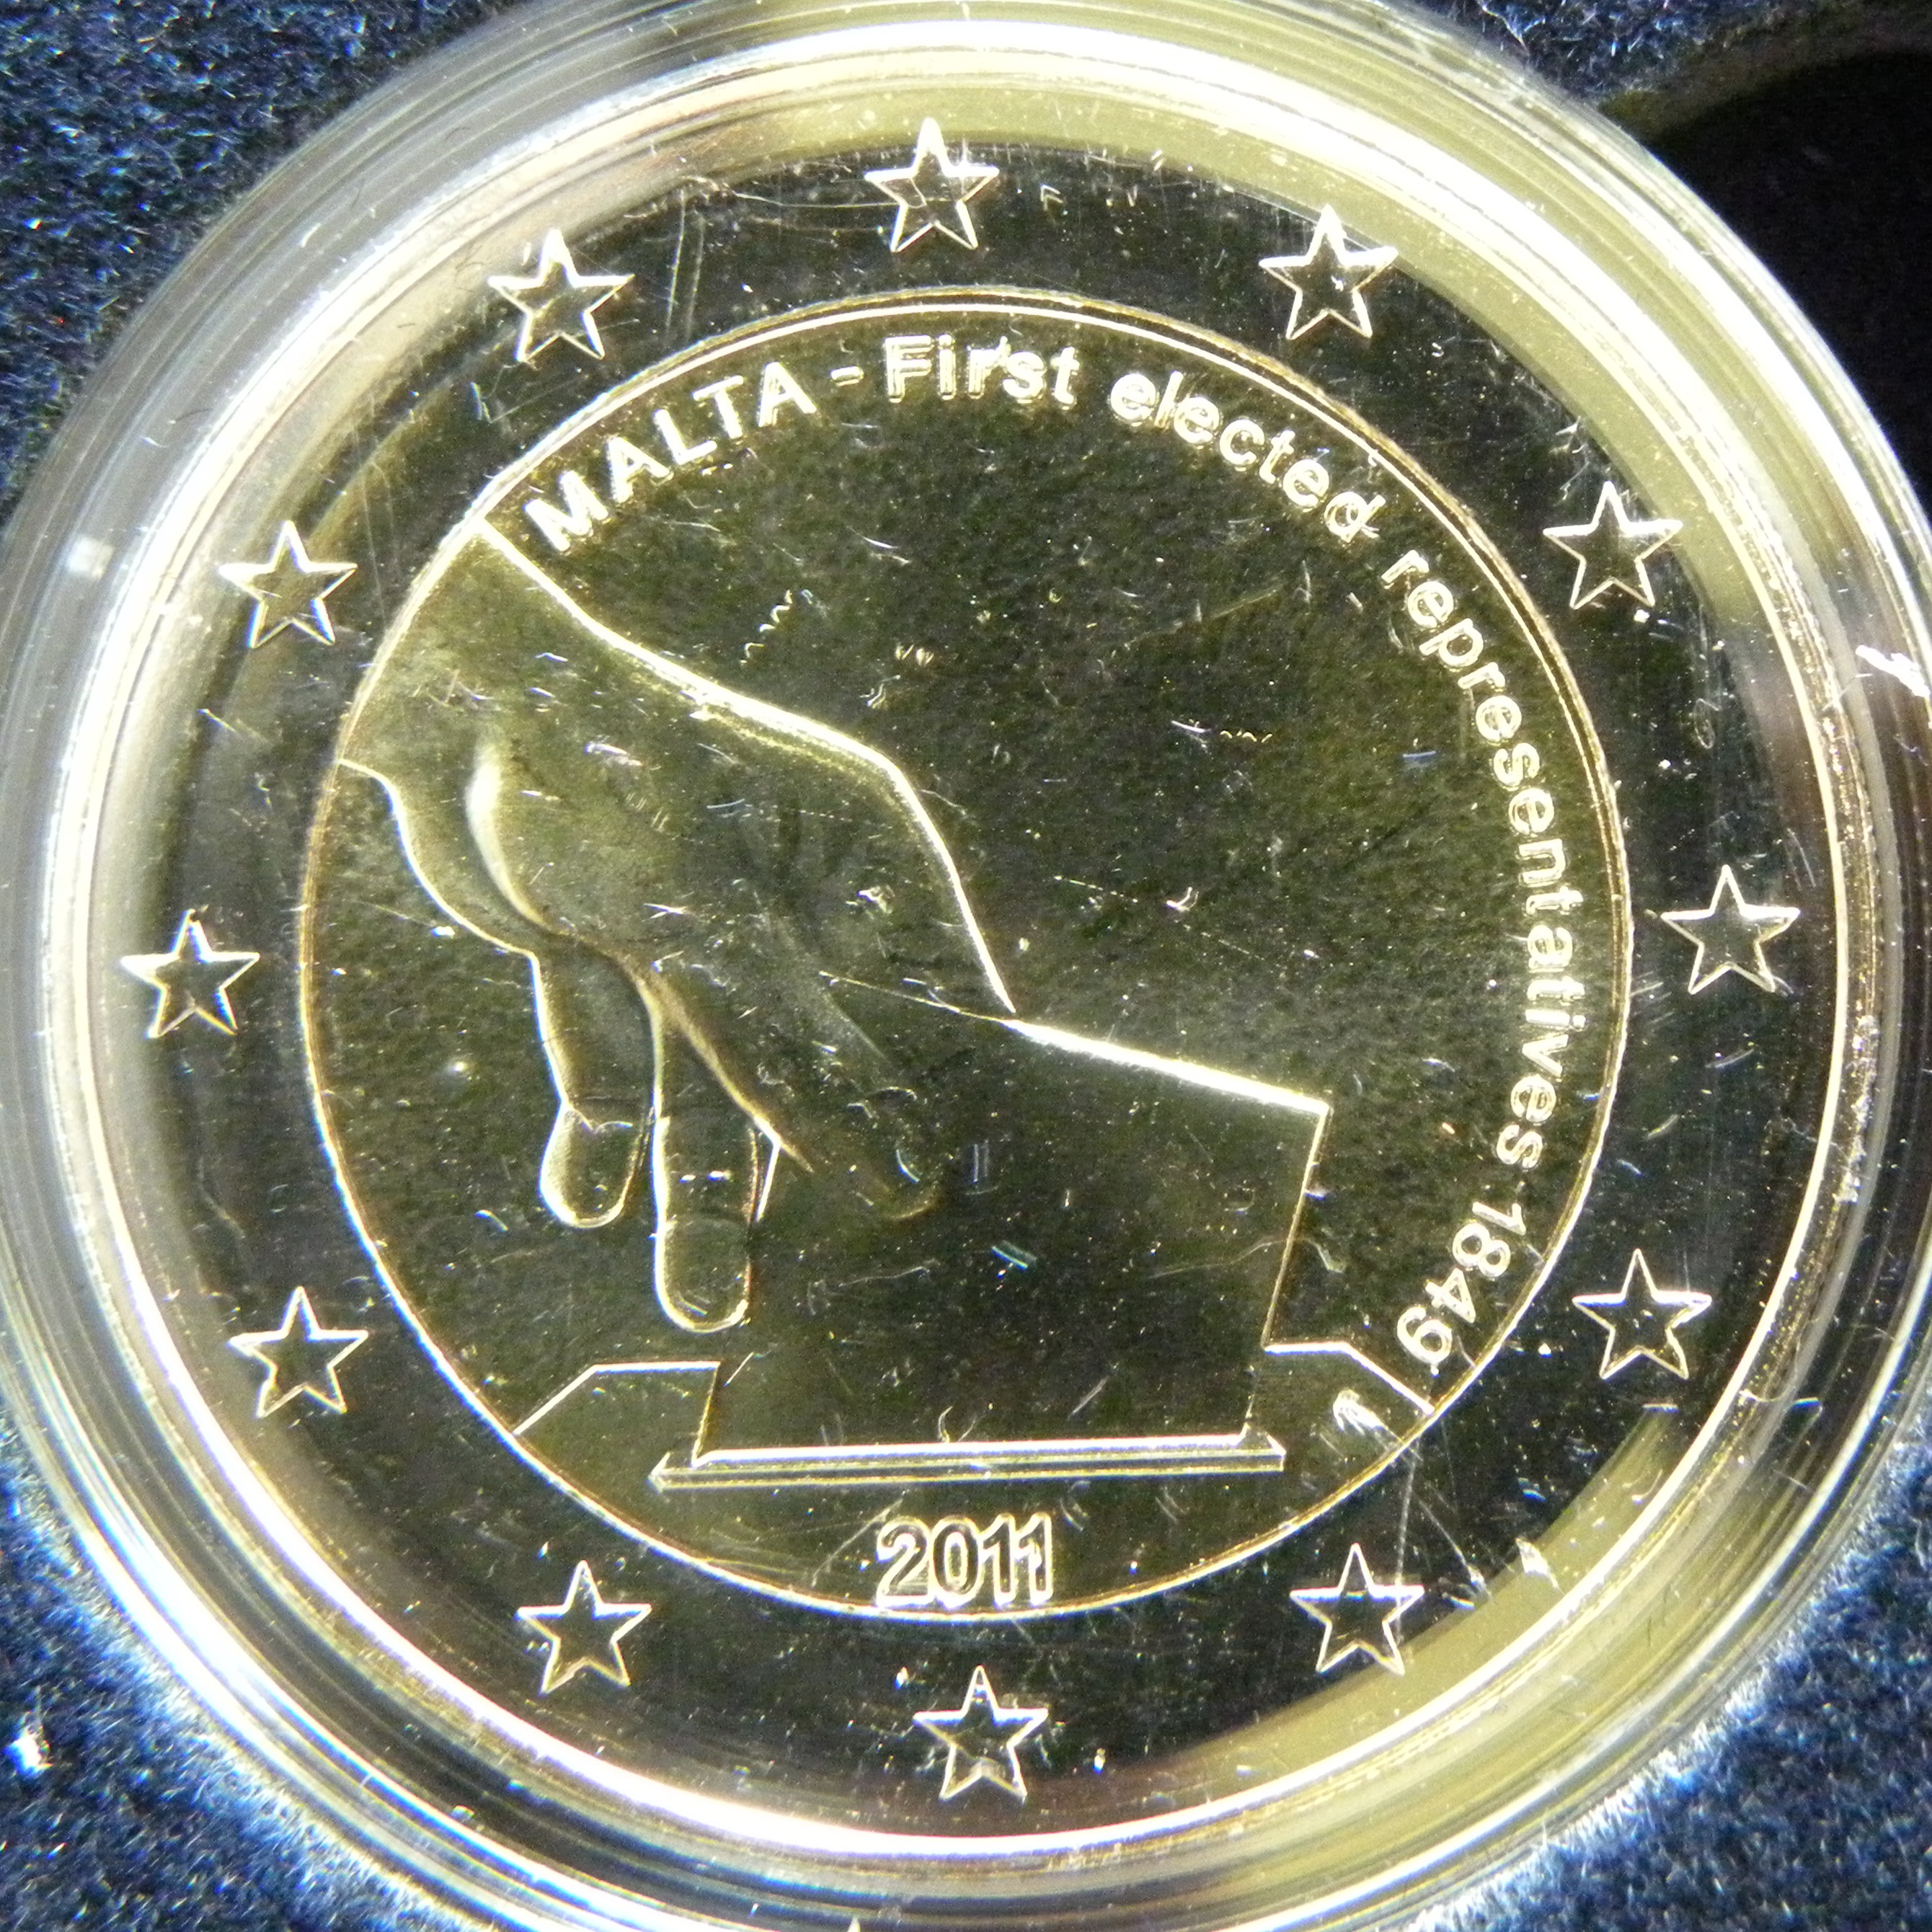 MALTA - First elected representatives 1849
2011